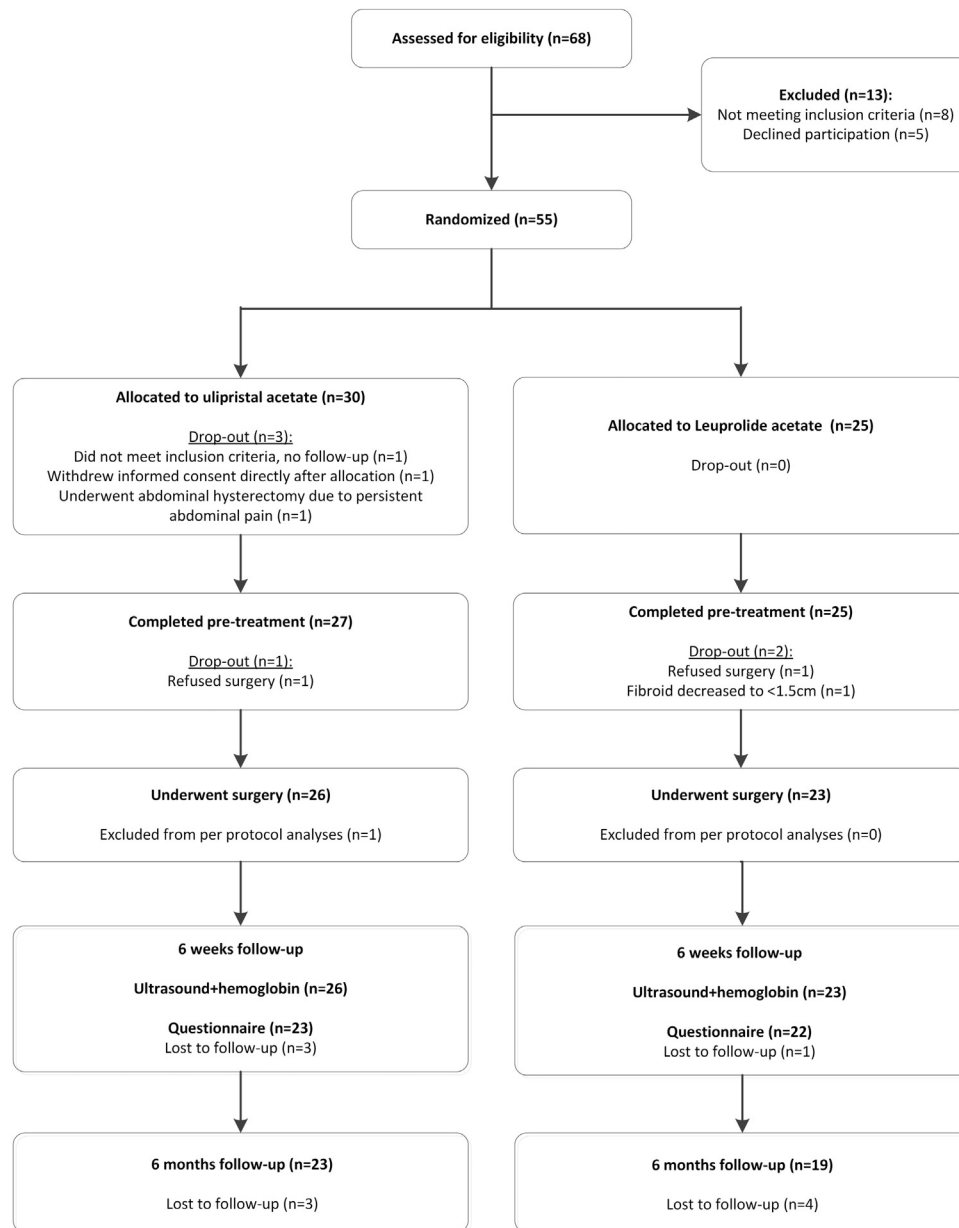 Assessed for eligibility (n=68)
Excluded (n=13):
Not meeting inclusion criteria (n=8)
Declined participation (n=5)
Randomized (n=55)
Allocated to ulipristal acetate (n=30)
Drop-out (n=3):
Did not meet inclusion criteria, no follow-up (n=1)
Withdrew informed consent directly after allocation (n=1)
Underwent abdominal hysterectomy due to persistent
abdominal pain (n=1)
Allocated to Leuprolide acetate (n=25)
Drop-out (n=0)
Completed pre-treatment (n=27)
Drop-out (n=1):
Refused surgery (n=1)
Completed pre-treatment (n=25)
Drop-out (n=2):
Refused surgery (n=1)
Fibroid decreased to <1.5cm (n=1)
Underwent surgery (n=26)
Excluded from per protocol analyses (n=1)
Underwent surgery (n=23)
Excluded from per protocol analyses (n=0)
6 weeks follow-up
Ultrasound+hemoglobin (n=26)
Questionnaire (n=23)
Lost to follow-up (n=3)
6 weeks follow-up
Ultrasound+hemoglobin (n=23)
Questionnaire (n=22)
Lost to follow-up (n=1)
6 months follow-up (n=23)
Lost to follow-up (n=3)
6 months follow-up (n=19)
Lost to follow-up (n=4)